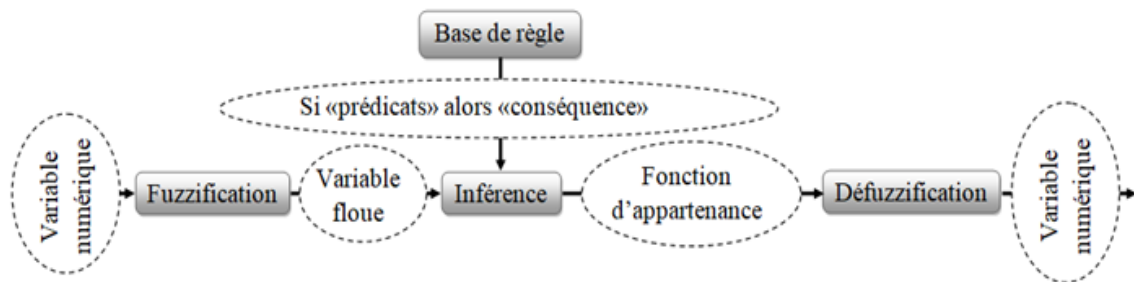 Base de règle
Si «prédicats» alors «conséquence»
Variable
numérique
Fuzzification
Variable
floue
Inférence
Fonction
d’appartenance
Défuzzification
Variable
numérique